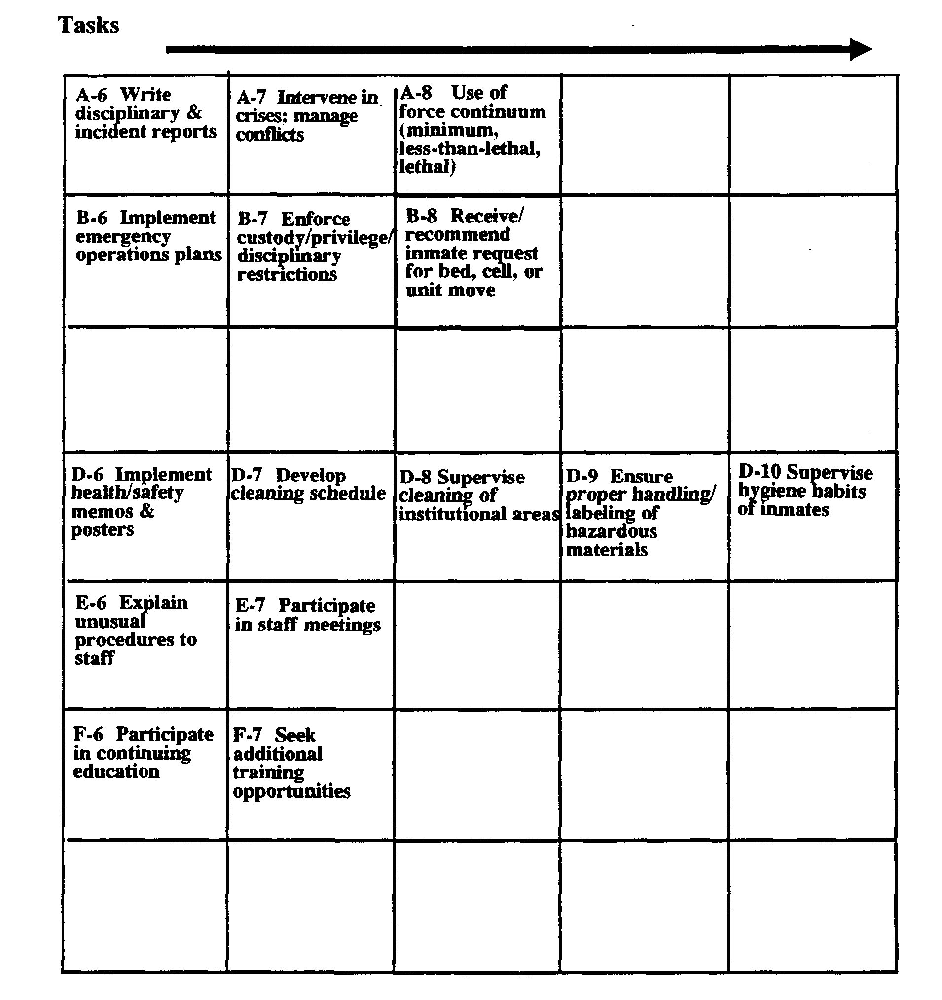 Tasks
A-6 Write
disciplinary &
incident reports
A-7 Intervene in
crises; manage
conflicts
A-8 Use of
force continuum
(minimum,
less-than-lethal,
lethal)
B-6 Implement
emergency
operations plans
B-7 Enforce
custody/privilege/
disciplinary
restrictions
B-8 Receive/
recommend
inmate request
for bed, cell, or
unit move
D-6 Implement
health/safety
memos &
posters
D-7 Develop
cleaning schedule
D-8 Supervise
cleaning of
institutional areas
D-9 Ensure
proper handling/
labeling of
hazardous
materials
D-10 Supervise
hygiene habits
of inmates
E-6 Explain
unusual
procedures to
staff
E-7 Participate
in staff meetings
F-6 Participate
in continuing
education
F-7 Seek
additional
training
opportunities